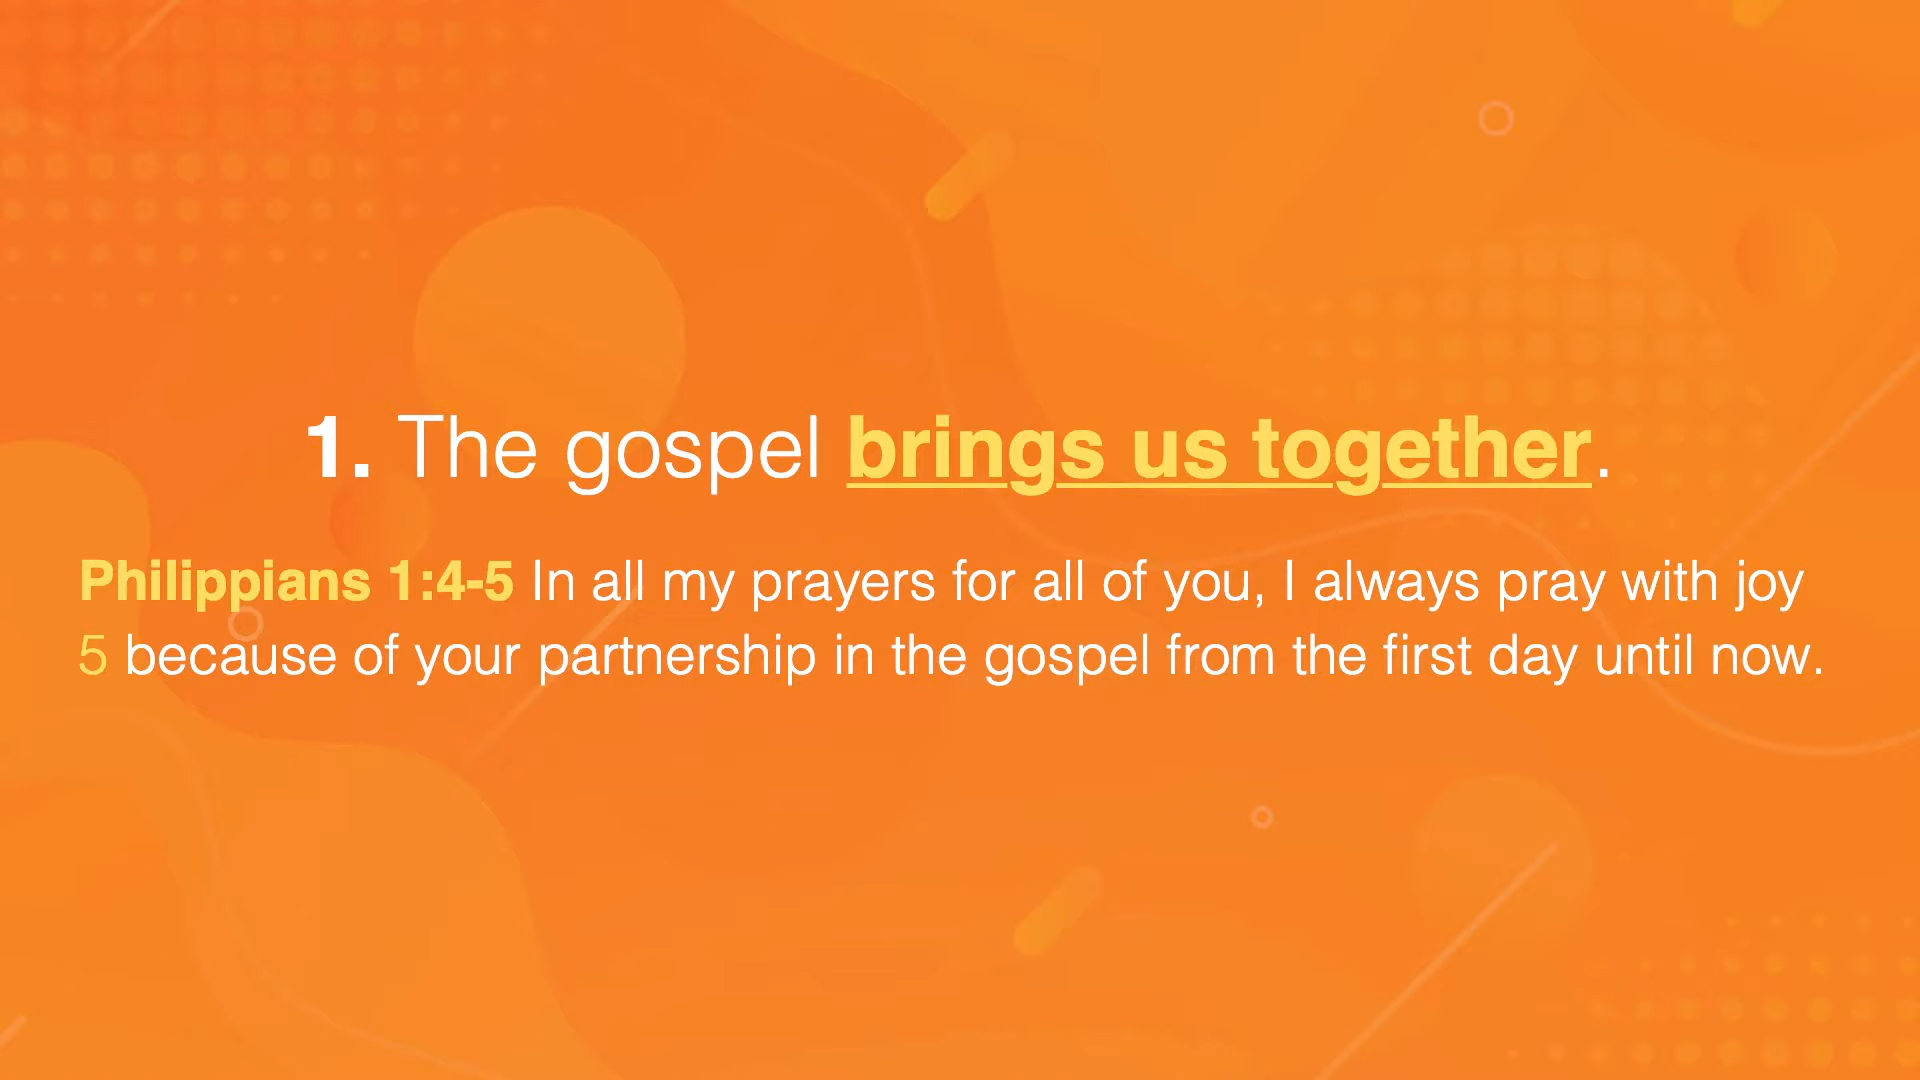 1. The gospel brings us together.
Philippians 1:4-5 In all my prayers for all of you, I always pray with joy
5 because of your partnership in the gospel from the first day until now.